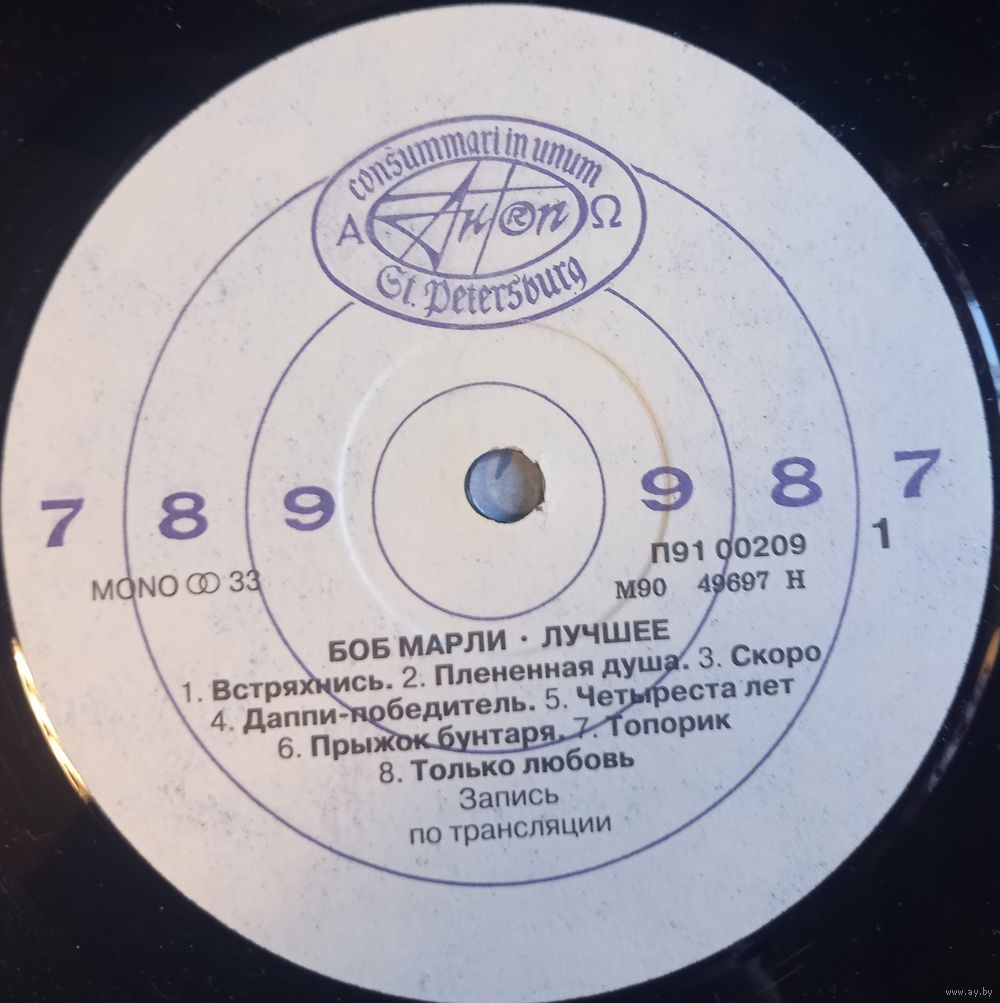 consummari in unum
Α Anton Ω
®
St. Petersburg
7 8 9 9 8 7
П91 00209 1
MONO 33 М90 49697 Н
БОБ МАРЛИ · ЛУЧШЕЕ
1. Встряхнись. 2. Плененная душа. 3. Скоро
4. Даппи-победитель. 5. Четыреста лет
6. Прыжок бунтаря. 7. Топорик
8. Только любовь
Запись
по трансляции
www.ay.by